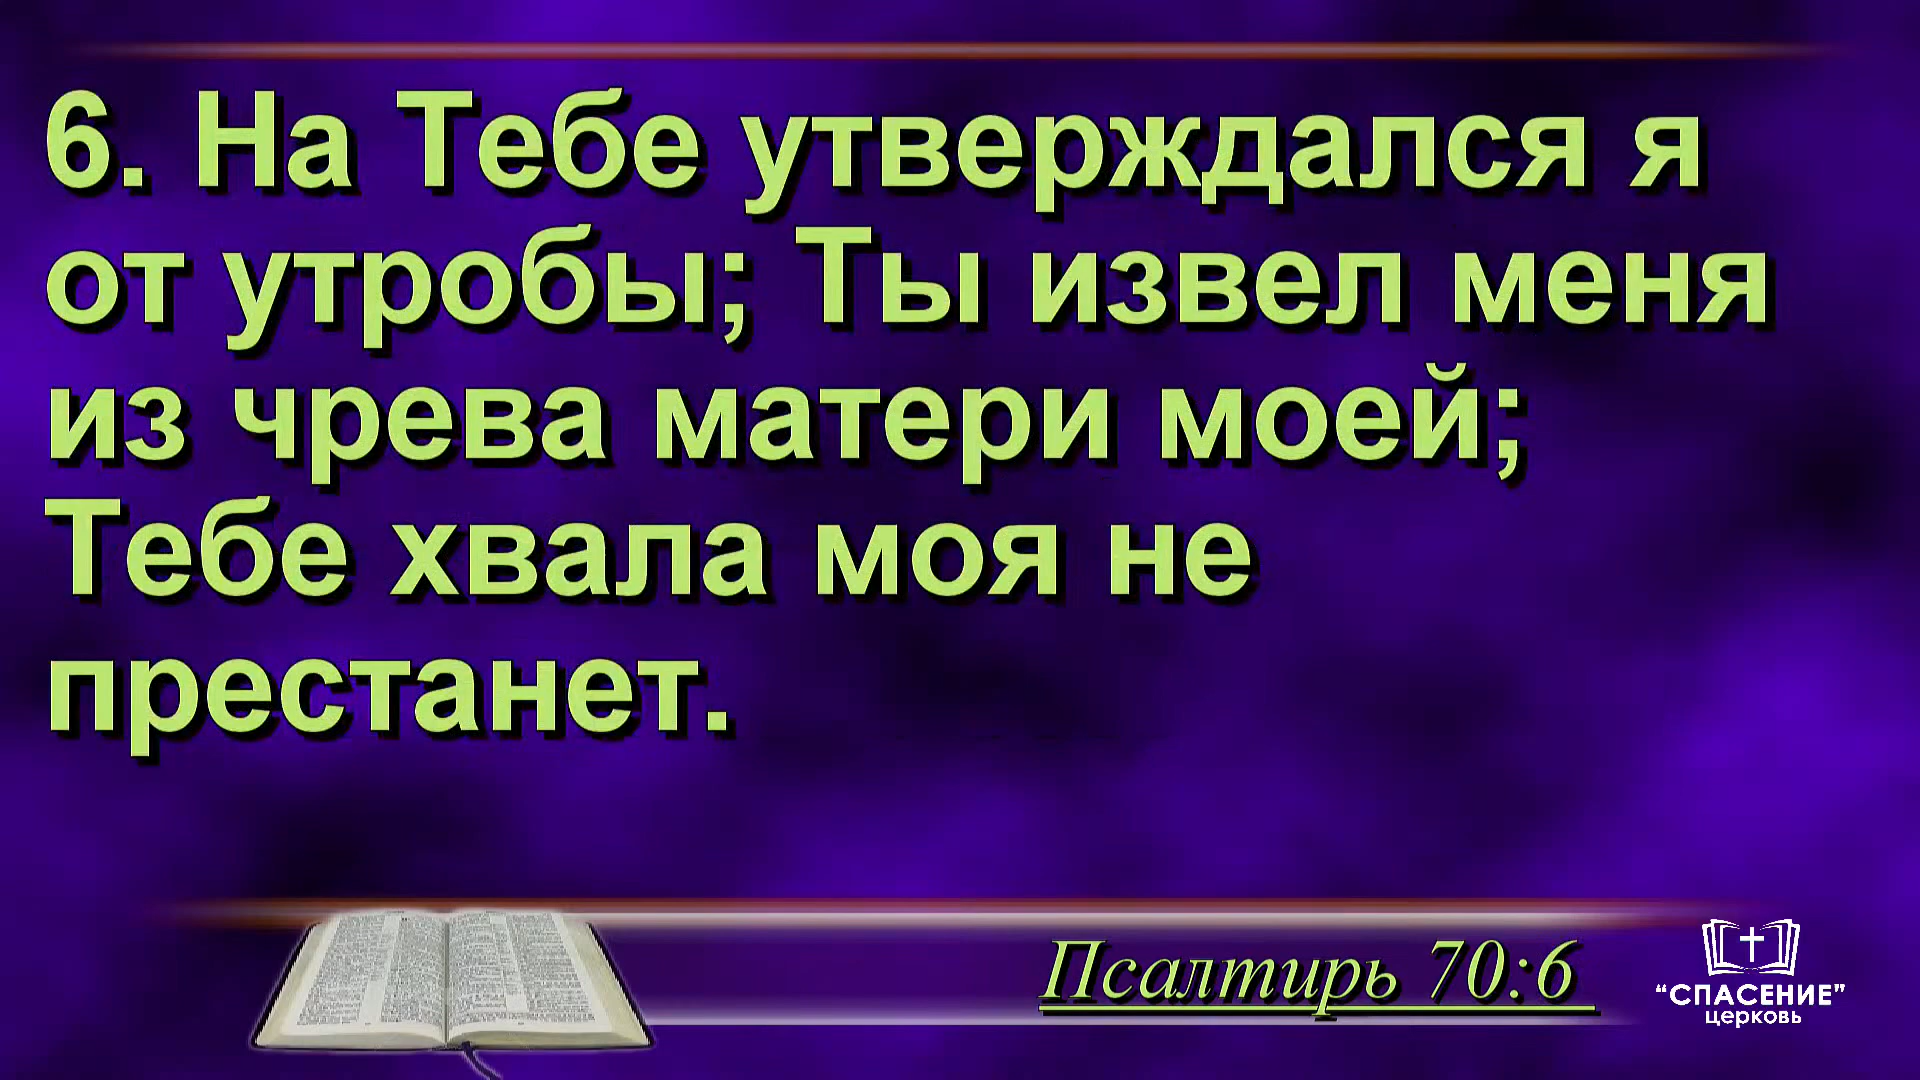 6. На Тебе утверждался я
от утробы; Ты извел меня
из чрева матери моей;
Тебе хвала моя не
престанет.
Псалтирь 70:6
“СПАСЕНИЕ”
церковь